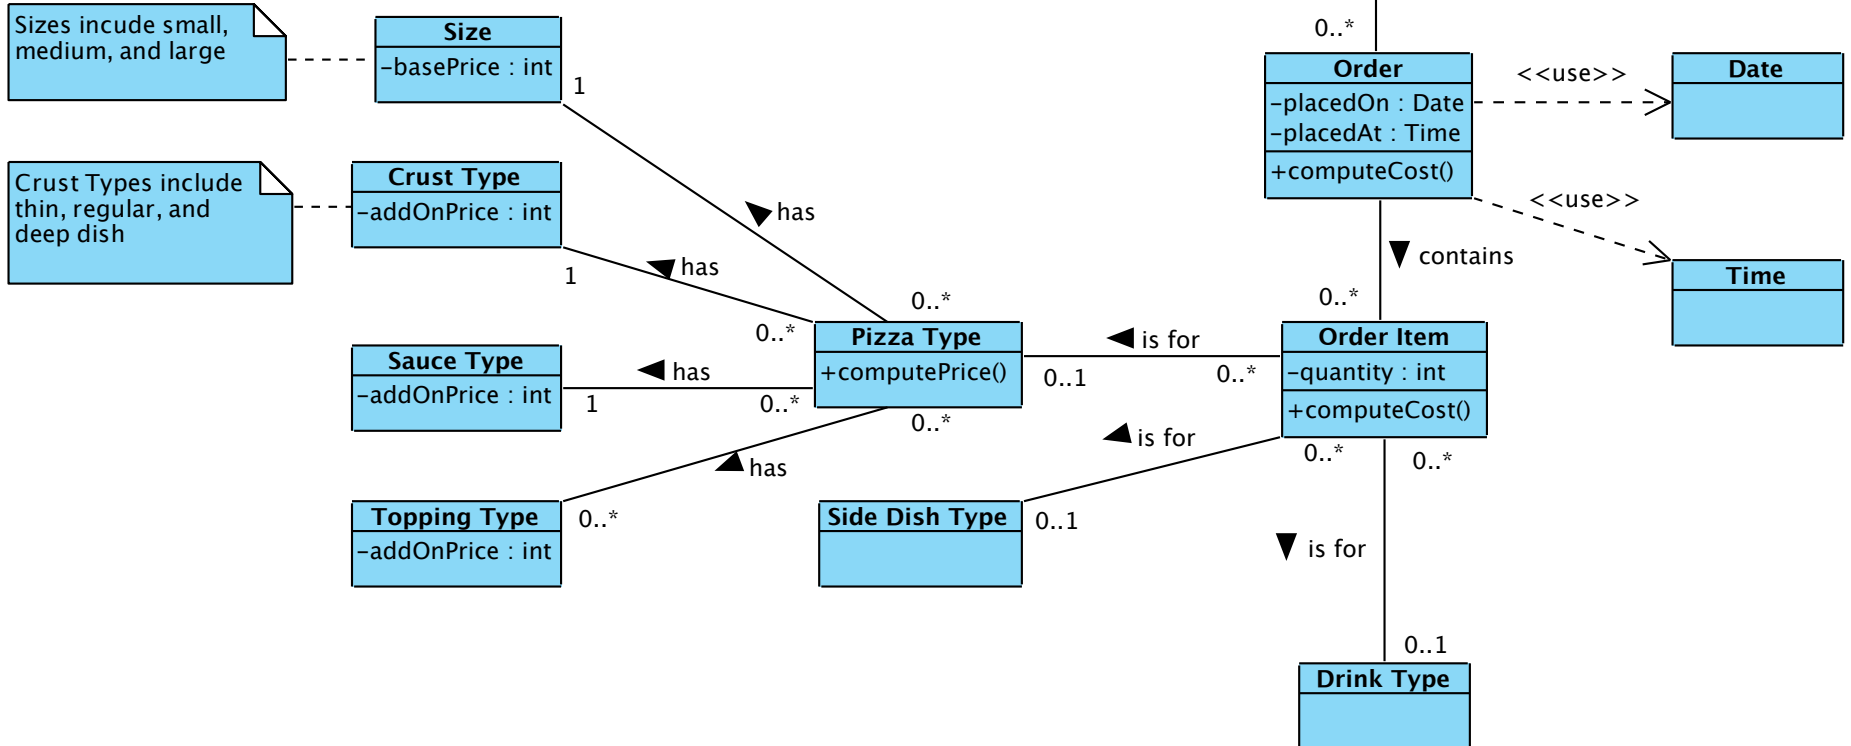 Sizes incude small,
medium, and large
Size
-basePrice : int
1
0..*
Order
-placedOn : Date
-placedAt : Time
+computeCost()
<<use>>
Date
<<use>>
Time
Crust Types include
thin, regular, and
deep dish
Crust Type
-addOnPrice : int
1
has
has
contains
0..*
0..*
0..*
Sauce Type
-addOnPrice : int
1
has
0..*
Pizza Type
+computePrice()
0..*
is for
0..1
0..*
Order Item
-quantity : int
+computeCost()
is for
0..*
0..*
has
Topping Type
-addOnPrice : int
0..*
Side Dish Type
0..1
is for
0..1
Drink Type